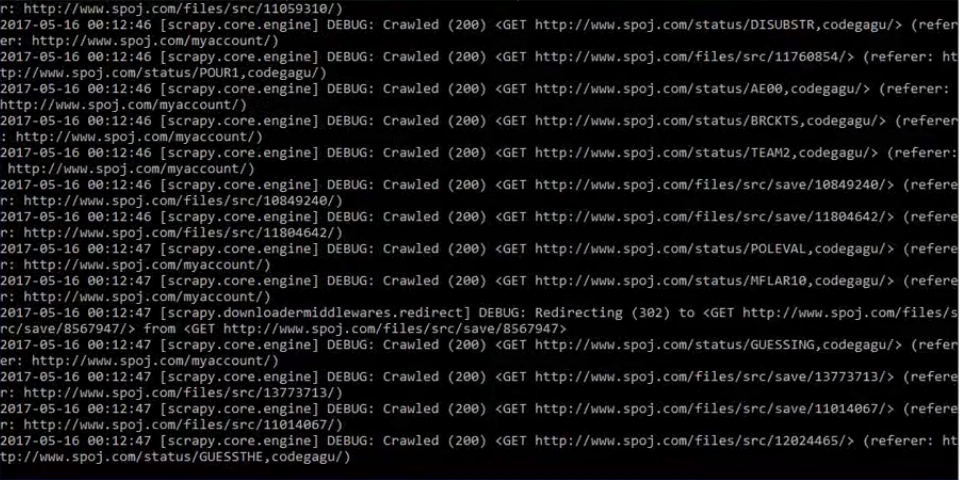 r: http://www.spoj.com/files/src/11059310/)
2017-05-16 00:12:46 [scrapy.core.engine] DEBUG: Crawled (200) <GET http://www.spoj.com/status/DISUBSTR,codegagu/> (refer
er: http://www.spoj.com/myaccount/)
2017-05-16 00:12:46 [scrapy.core.engine] DEBUG: Crawled (200) <GET http://www.spoj.com/files/src/11760854/> (referer: ht
tp://www.spoj.com/status/POUR1,codegagu/)
2017-05-16 00:12:46 [scrapy.core.engine] DEBUG: Crawled (200) <GET http://www.spoj.com/status/AE00,codegagu/> (referer:
http://www.spoj.com/myaccount/)
2017-05-16 00:12:46 [scrapy.core.engine] DEBUG: Crawled (200) <GET http://www.spoj.com/status/BRCKTS,codegagu/> (referer
: http://www.spoj.com/myaccount/)
2017-05-16 00:12:46 [scrapy.core.engine] DEBUG: Crawled (200) <GET http://www.spoj.com/status/TEAM2,codegagu/> (referer:
 http://www.spoj.com/myaccount/)
2017-05-16 00:12:46 [scrapy.core.engine] DEBUG: Crawled (200) <GET http://www.spoj.com/files/src/save/10849240/> (refere
r: http://www.spoj.com/files/src/10849240/)
2017-05-16 00:12:46 [scrapy.core.engine] DEBUG: Crawled (200) <GET http://www.spoj.com/files/src/save/11804642/> (refere
r: http://www.spoj.com/files/src/11804642/)
2017-05-16 00:12:47 [scrapy.core.engine] DEBUG: Crawled (200) <GET http://www.spoj.com/status/POLEVAL,codegagu/> (refere
r: http://www.spoj.com/myaccount/)
2017-05-16 00:12:47 [scrapy.core.engine] DEBUG: Crawled (200) <GET http://www.spoj.com/status/MFLAR10,codegagu/> (refere
r: http://www.spoj.com/myaccount/)
2017-05-16 00:12:47 [scrapy.downloadermiddlewares.redirect] DEBUG: Redirecting (302) to <GET http://www.spoj.com/files/s
rc/save/8567947/> from <GET http://www.spoj.com/files/src/save/8567947>
2017-05-16 00:12:47 [scrapy.core.engine] DEBUG: Crawled (200) <GET http://www.spoj.com/status/GUESSING,codegagu/> (refer
er: http://www.spoj.com/myaccount/)
2017-05-16 00:12:47 [scrapy.core.engine] DEBUG: Crawled (200) <GET http://www.spoj.com/files/src/save/13773713/> (refere
r: http://www.spoj.com/files/src/13773713/)
2017-05-16 00:12:47 [scrapy.core.engine] DEBUG: Crawled (200) <GET http://www.spoj.com/files/src/save/11014067/> (refere
r: http://www.spoj.com/files/src/11014067/)
2017-05-16 00:12:47 [scrapy.core.engine] DEBUG: Crawled (200) <GET http://www.spoj.com/files/src/12024465/> (referer: ht
tp://www.spoj.com/status/GUESSTHE,codegagu/)